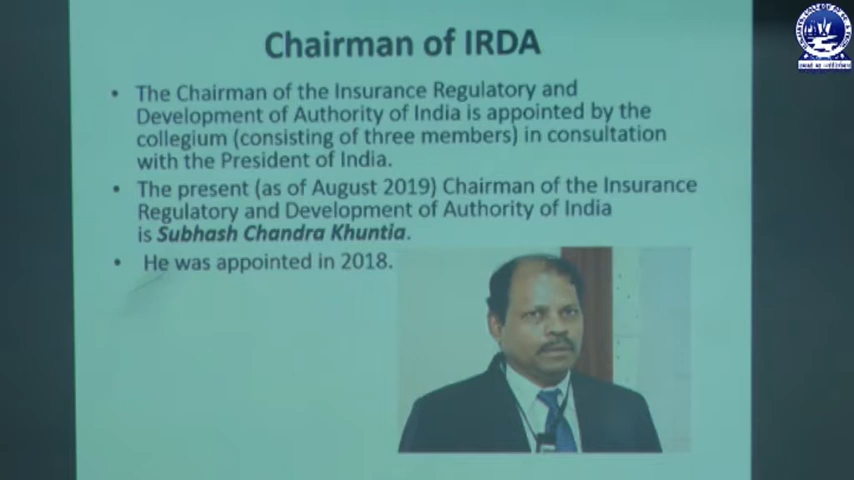 Chairman of IRDA
• The Chairman of the Insurance Regulatory and
Development of Authority of India is appointed by the
collegium (consisting of three members) in consultation
with the President of India.
• The present (as of August 2019) Chairman of the Insurance
Regulatory and Development of Authority of India
is Subhash Chandra Khuntia.
• He was appointed in 2018.